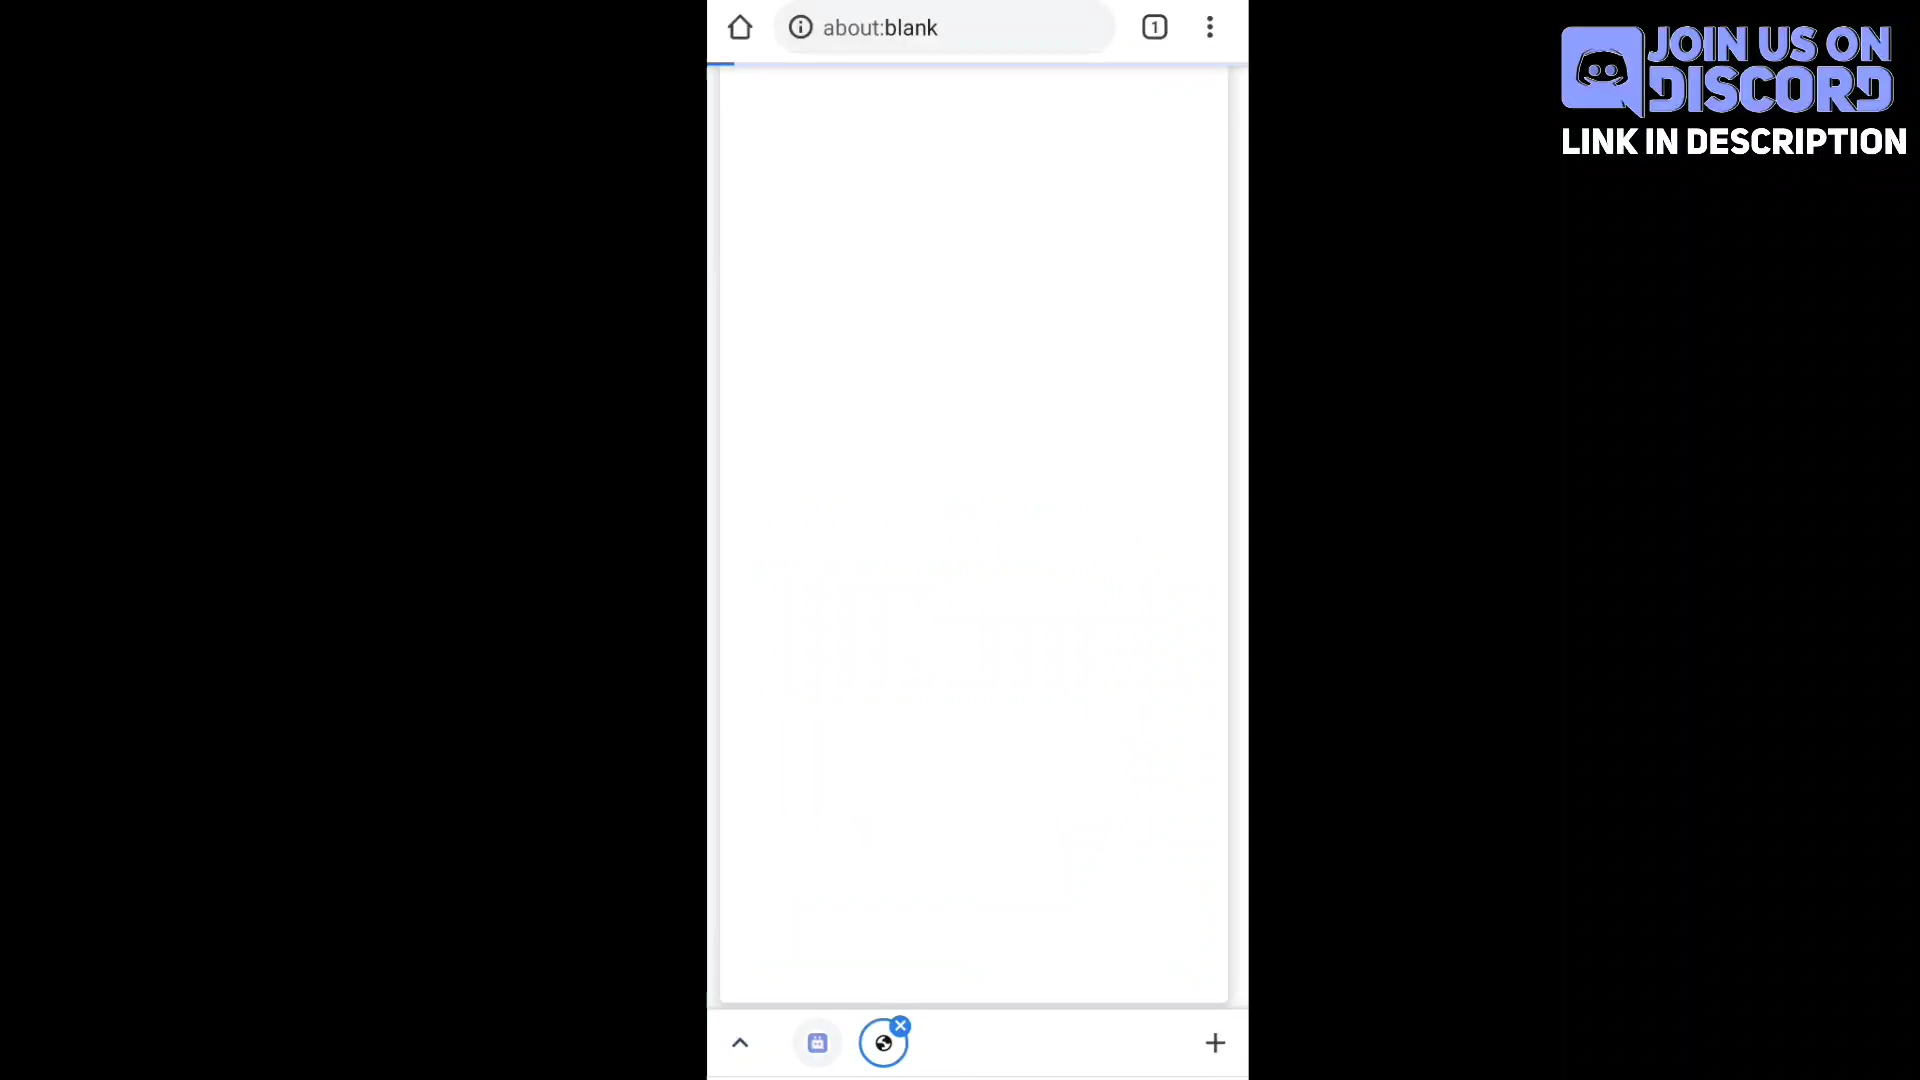 about:blank
1
JOIN US ON
DISCORD
LINK IN DESCRIPTION